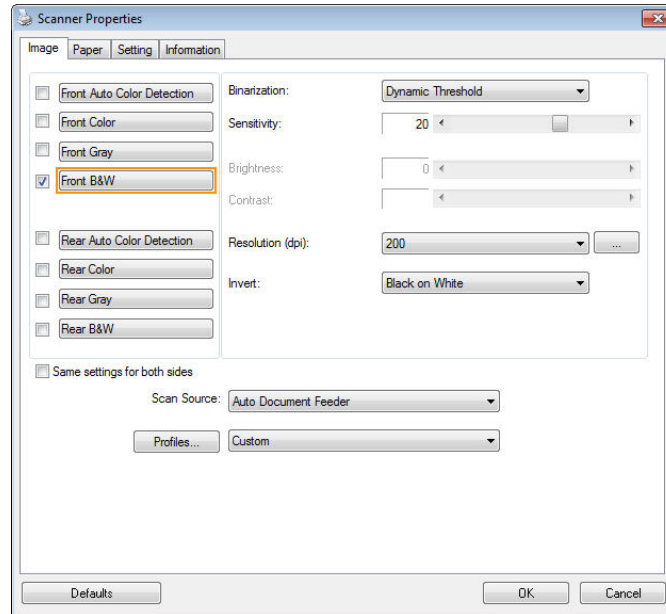 Scanner Properties
Image Paper Setting Information
Front Auto Color Detection
Front Color
Front Gray
Front B&W
Rear Auto Color Detection
Rear Color
Rear Gray
Rear B&W
Binarization: Dynamic Threshold
Sensitivity: 20
Brightness: 0
Contrast:
Resolution (dpi): 200 ...
Invert: Black on White
Same settings for both sides
Scan Source: Auto Document Feeder
Profiles... Custom
Defaults OK Cancel